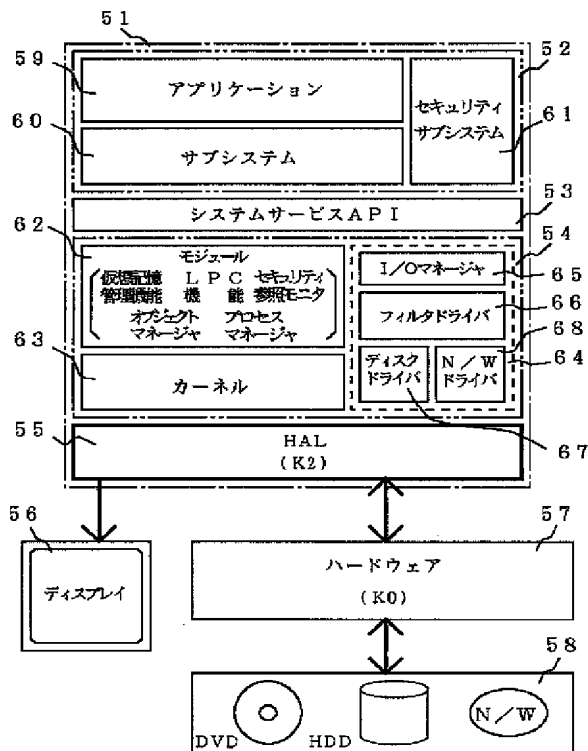 51
59
52
アプリケーション
セキュリティ
サブシステム
60
61
サブシステム
53
システムサービスAPI
62
54
モジュール
仮想記憶 LPC セキュリティ
管理機能 機 能 参照モニタ
オブジェクト プロセス
マネージャ マネージャ
I/Oマネージャ
65
66
フィルタドライバ
68
63
カーネル
ディスク
ドライバ
N/W
ドライバ
64
67
55
HAL
(K2)
56
57
ディスプレイ
ハードウェア
(K0)
58
DVD
HDD
N/W